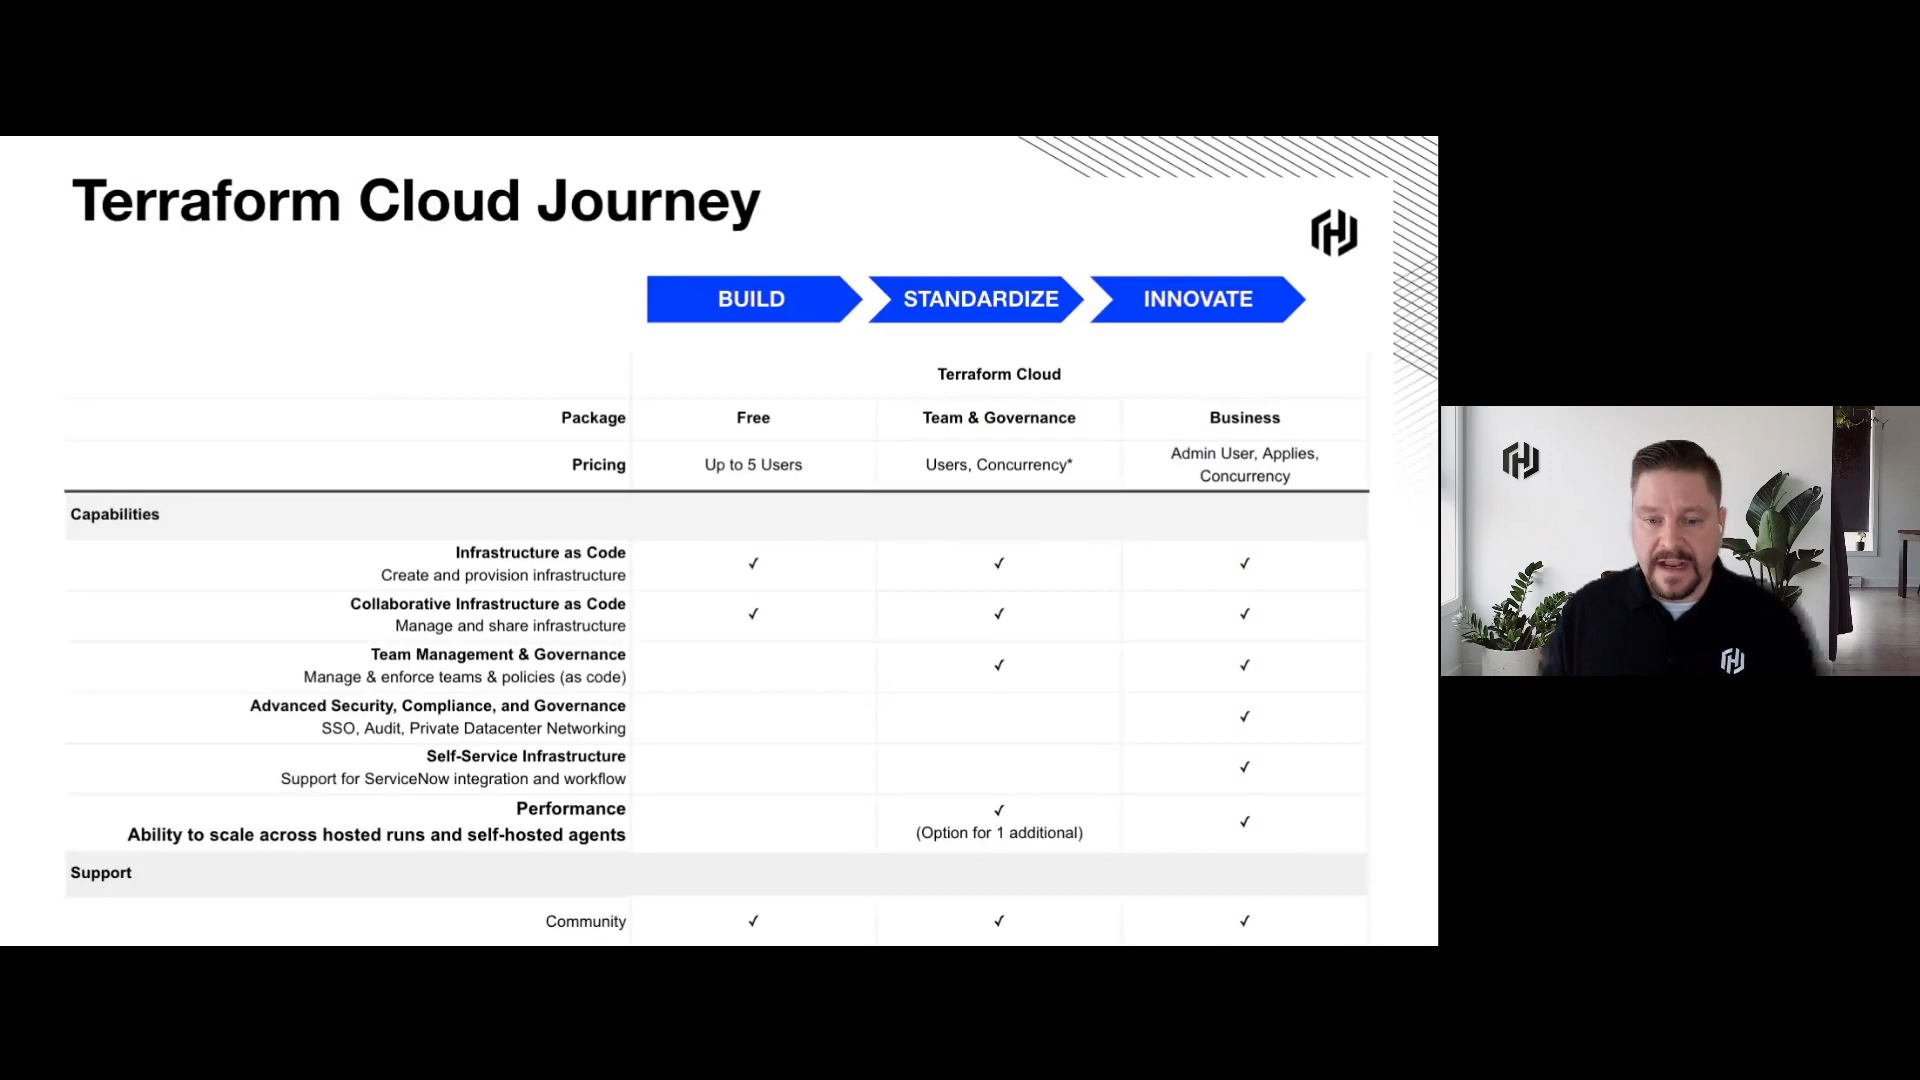 Terraform Cloud Journey
BUILD STANDARDIZE INNOVATE
Terraform Cloud
Package Free Team & Governance Business
Pricing Up to 5 Users Users, Concurrency* Admin User, Applies,
Concurrency
Capabilities
Infrastructure as Code ✓ ✓ ✓
Create and provision infrastructure
Collaborative Infrastructure as Code ✓ ✓ ✓
Manage and share infrastructure
Team Management & Governance ✓ ✓
Manage & enforce teams & policies (as code)
Advanced Security, Compliance, and Governance ✓
SSO, Audit, Private Datacenter Networking
Self-Service Infrastructure ✓
Support for ServiceNow integration and workflow
Performance ✓ ✓
Ability to scale across hosted runs and self-hosted agents (Option for 1 additional)
Support
Community ✓ ✓ ✓